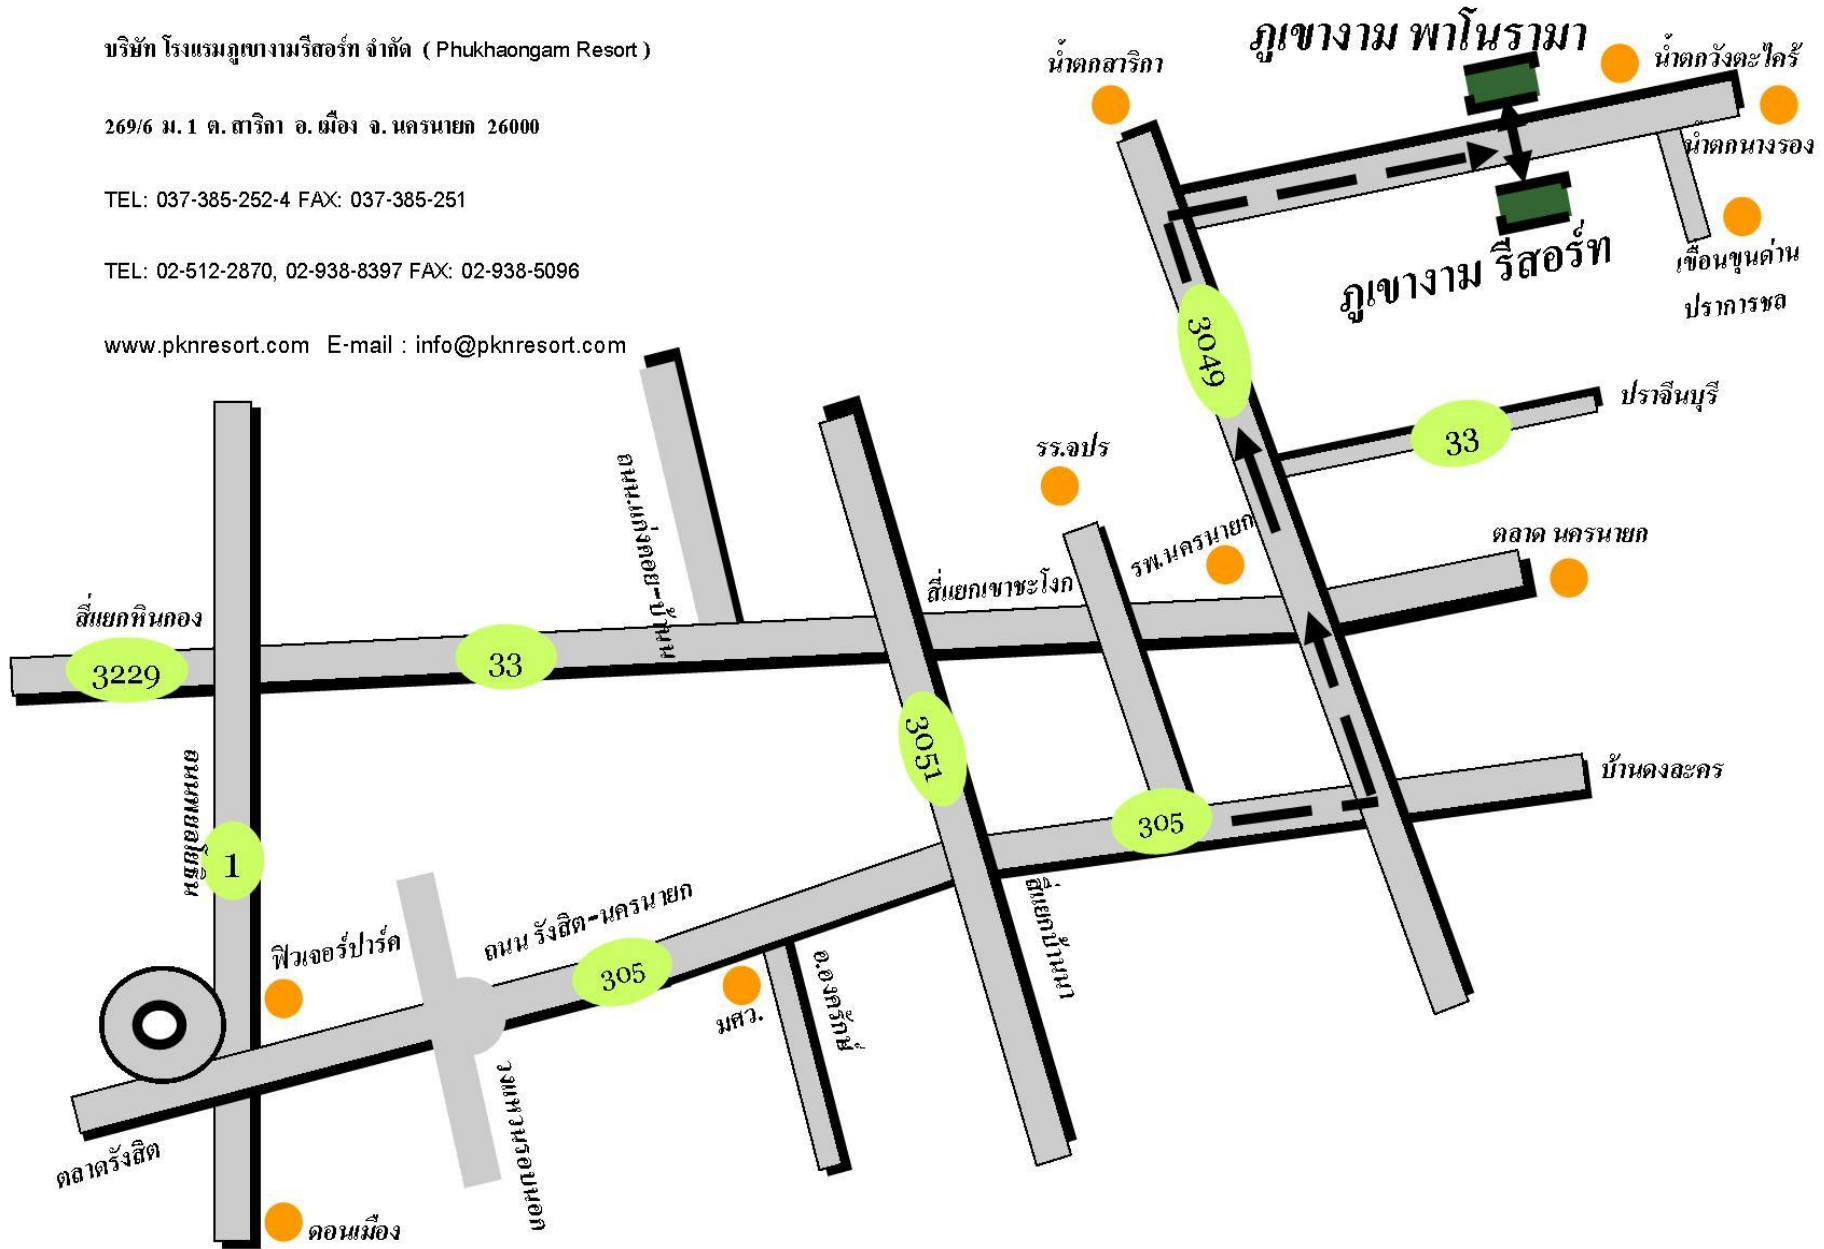 บริษัท โรงแรมภูเขางามรีสอร์ท จำกัด ( Phukhaongam Resort )
269/6 ม. 1 ต. สาริกา อ. เมือง จ. นครนายก 26000
TEL: 037-385-252-4 FAX: 037-385-251
TEL: 02-512-2870, 02-938-8397 FAX: 02-938-5096
www.pknresort.com E-mail : info@pknresort.com
ภูเขางาม พาโนรามา
น้ำตกสาริกา
น้ำตกวังตะไคร้
น้ำตกนางรอง
ภูเขางาม รีสอร์ท
เขื่อนขุนด่าน
ปราการชล
3049
ปราจีนบุรี
33
รร.จปร
ถนน.แก่งคอย-บ้านนา
รพ.นครนายก
ตลาด นครนายก
สี่แยกเขาชะโงก
สี่แยกหินกอง
3229
33
3051
บ้านดงละคร
305
ถนนพหลโยธิน
1
สี่แยกบ้านนา
ถนน รังสิต-นครนายก
305
ฟิวเจอร์ปาร์ค
มศว.
อ.องครักษ์
วงแหวนรอบนอก
ตลาดรังสิต
ดอนเมือง